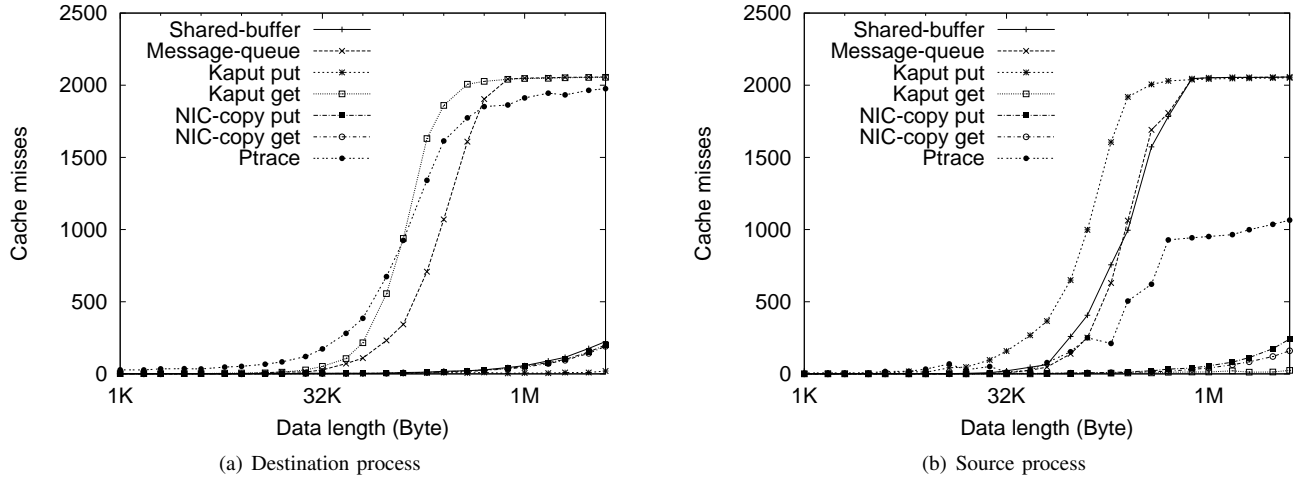 2500
2000
1500
1000
500
0
1K
32K
1M
Cache misses
Data length (Byte)
Shared-buffer
Message-queue
Kaput put
Kaput get
NIC-copy put
NIC-copy get
Ptrace
(a) Destination process
2500
2000
1500
1000
500
0
1K
32K
1M
Cache misses
Data length (Byte)
Shared-buffer
Message-queue
Kaput put
Kaput get
NIC-copy put
NIC-copy get
Ptrace
(b) Source process